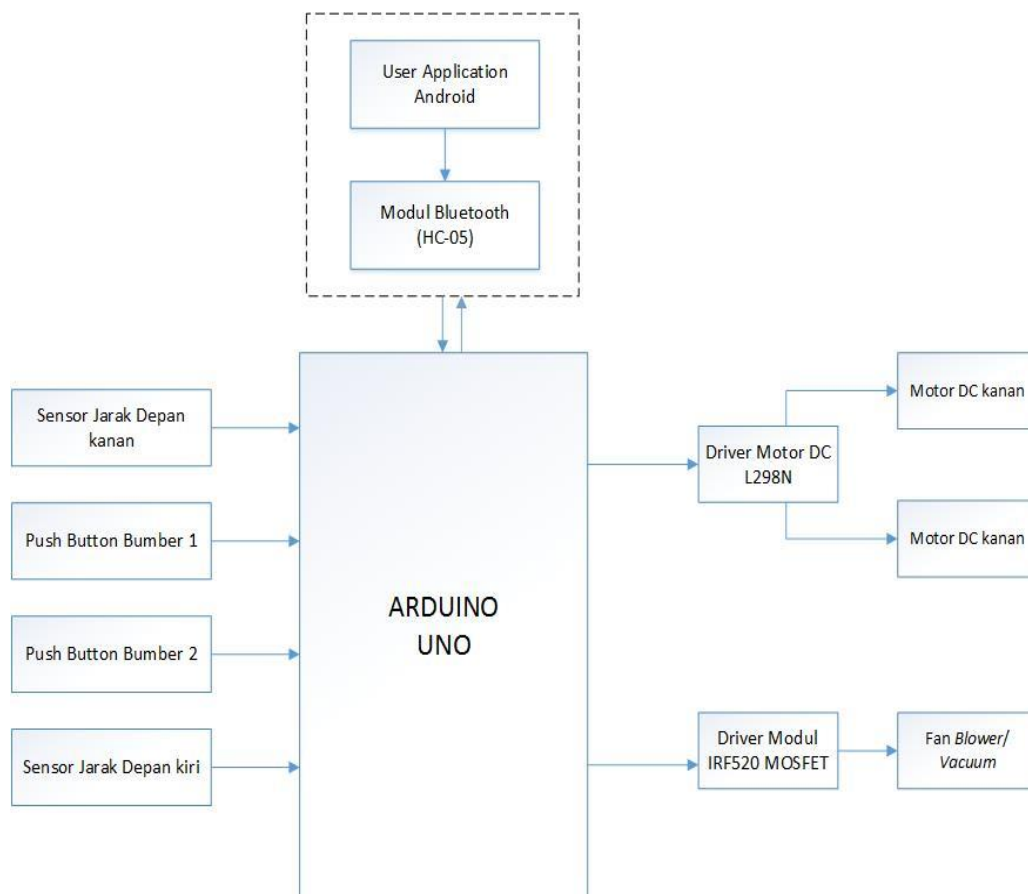 User Application
Android
Modul Bluetooth
(HC-05)
Sensor Jarak Depan
kanan
Push Button Bumber 1
Push Button Bumber 2
Sensor Jarak Depan kiri
ARDUINO
UNO
Driver Motor DC
L298N
Motor DC kanan
Motor DC kanan
Driver Modul
IRF520 MOSFET
Fan Blower/
Vacuum